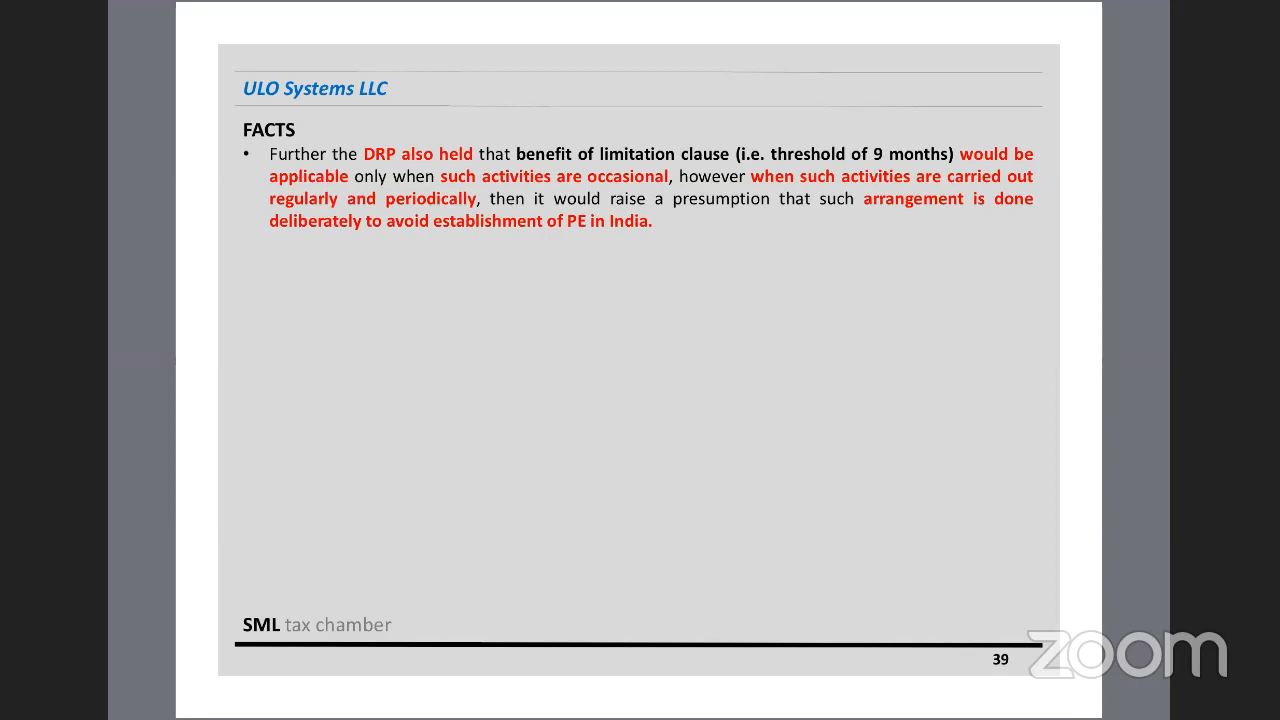 ULO Systems LLC
FACTS
• Further the DRP also held that benefit of limitation clause (i.e. threshold of 9 months) would be
applicable only when such activities are occasional, however when such activities are carried out
regularly and periodically, then it would raise a presumption that such arrangement is done
deliberately to avoid establishment of PE in India.
SML tax chamber
39
zoom